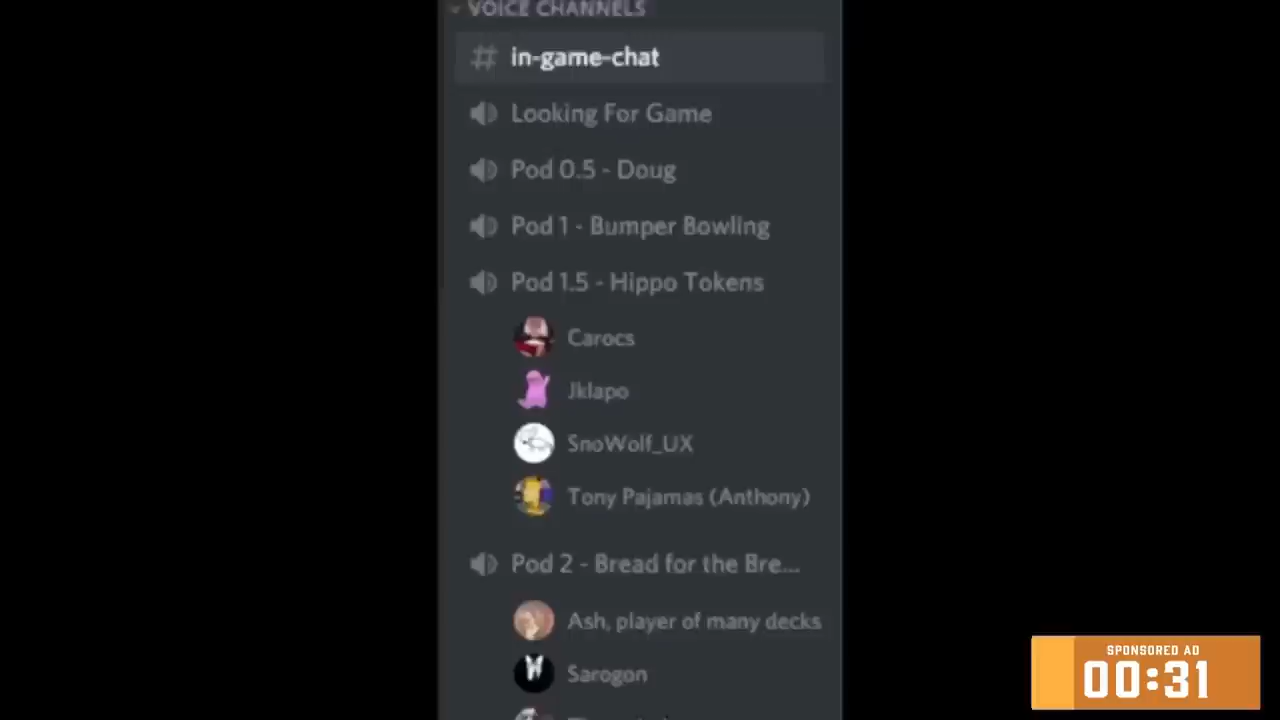 VOICE CHANNELS
# in-game-chat
Looking For Game
Pod 0.5 - Doug
Pod 1 - Bumper Bowling
Pod 1.5 - Hippo Tokens
Carocs
Jklapo
SnoWolf_UX
Tony Pajamas (Anthony)
Pod 2 - Bread for the Bre...
Ash, player of many decks
Sarogon
SPONSORED AD
00:31